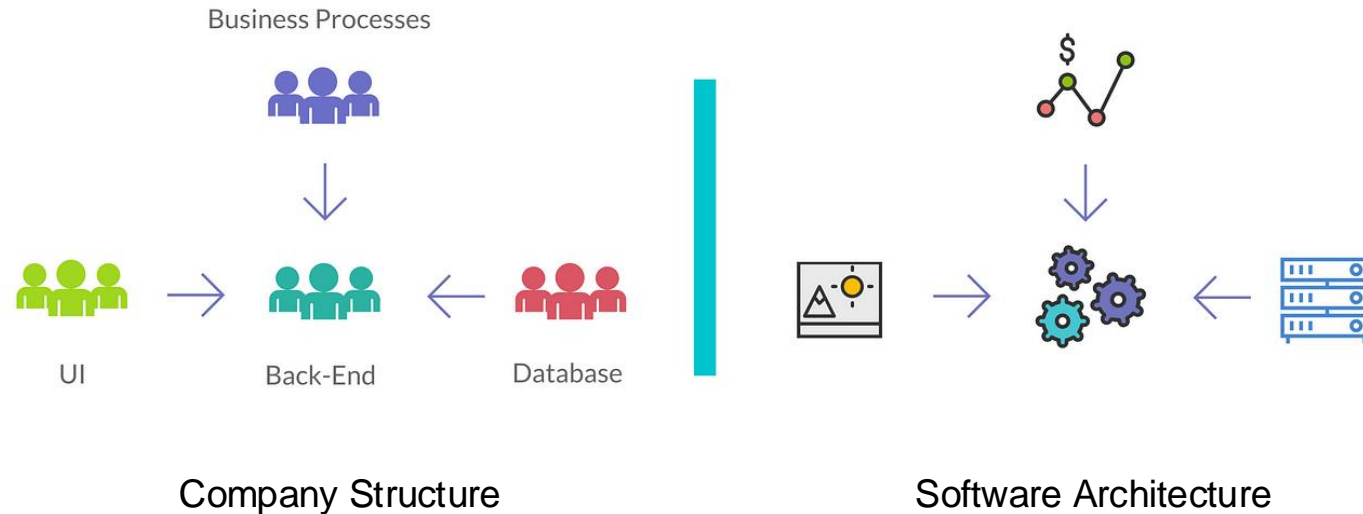 Business Processes
$
UI
Back-End
Database
Company Structure
Software Architecture